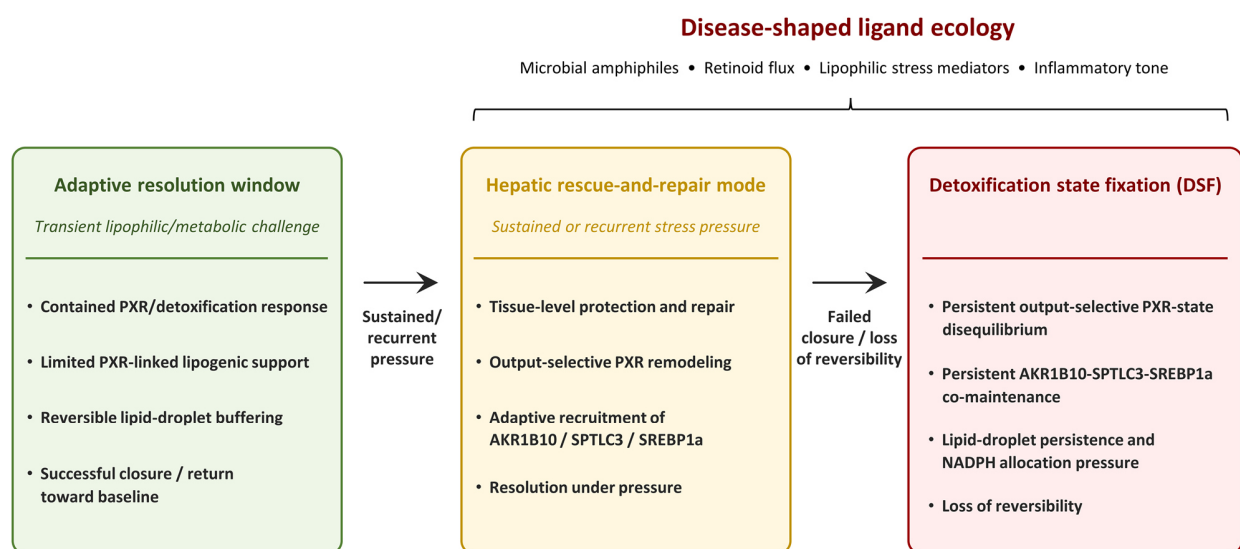 Disease-shaped ligand ecology
Microbial amphiphiles • Retinoid flux • Lipophilic stress mediators • Inflammatory tone
Adaptive resolution window
Transient lipophilic/metabolic challenge
• Contained PXR/detoxification response
• Limited PXR-linked lipogenic support
• Reversible lipid-droplet buffering
• Successful closure / return
toward baseline
Sustained/
recurrent
pressure
Hepatic rescue-and-repair mode
Sustained or recurrent stress pressure
• Tissue-level protection and repair
• Output-selective PXR remodeling
• Adaptive recruitment of
AKR1B10 / SPTLC3 / SREBP1a
• Resolution under pressure
Failed
closure / loss
of reversibility
Detoxification state fixation (DSF)
• Persistent output-selective PXR-state
disequilibrium
• Persistent AKR1B10-SPTLC3-SREBP1a
co-maintenance
• Lipid-droplet persistence and
NADPH allocation pressure
• Loss of reversibility